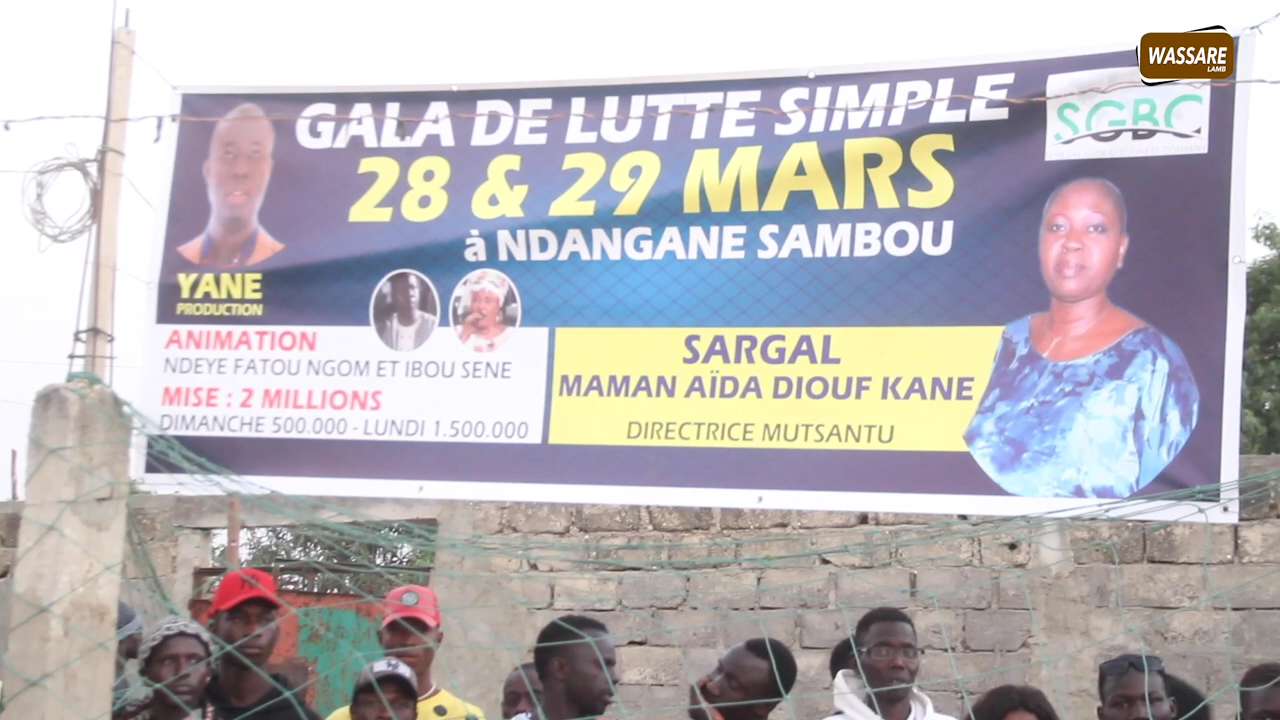 WASSARE
LAMB
GALA DE LUTTE SIMPLE
28 & 29 MARS
à NDANGANE SAMBOU
SGBC
YANE
PRODUCTION
ANIMATION
NDEYE FATOU NGOM ET IBOU SENE
MISE : 2 MILLIONS
DIMANCHE 500.000 - LUNDI 1.500.000
SARGAL
MAMAN AÏDA DIOUF KANE
DIRECTRICE MUTSANTU